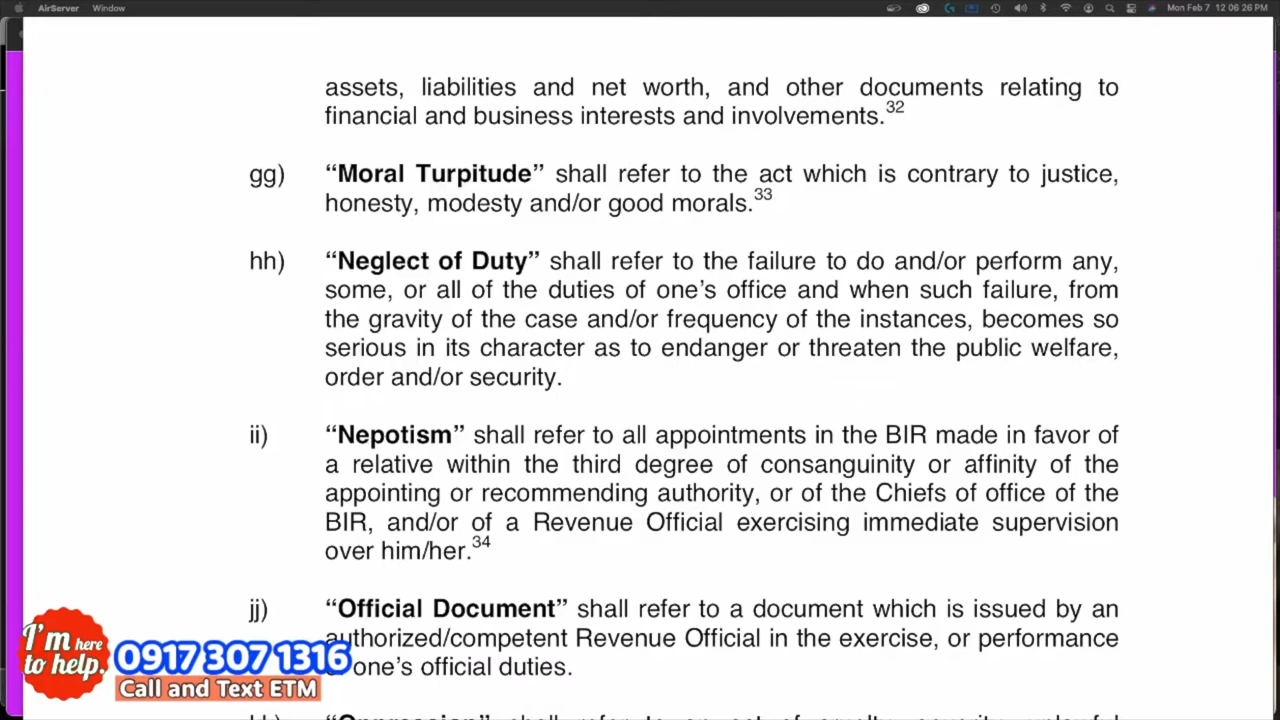 AirServer Window Mon Feb 7 12 06 26 PM
assets, liabilities and net worth, and other documents relating to
financial and business interests and involvements.32
gg) “Moral Turpitude” shall refer to the act which is contrary to justice,
honesty, modesty and/or good morals.33
hh) “Neglect of Duty” shall refer to the failure to do and/or perform any,
some, or all of the duties of one’s office and when such failure, from
the gravity of the case and/or frequency of the instances, becomes so
serious in its character as to endanger or threaten the public welfare,
order and/or security.
ii) “Nepotism” shall refer to all appointments in the BIR made in favor of
a relative within the third degree of consanguinity or affinity of the
appointing or recommending authority, or of the Chiefs of office of the
BIR, and/or of a Revenue Official exercising immediate supervision
over him/her.34
jj) “Official Document” shall refer to a document which is issued by an
authorized/competent Revenue Official in the exercise, or performance
one’s official duties.
I’m here
to help.
0917 307 1316
Call and Text ETM